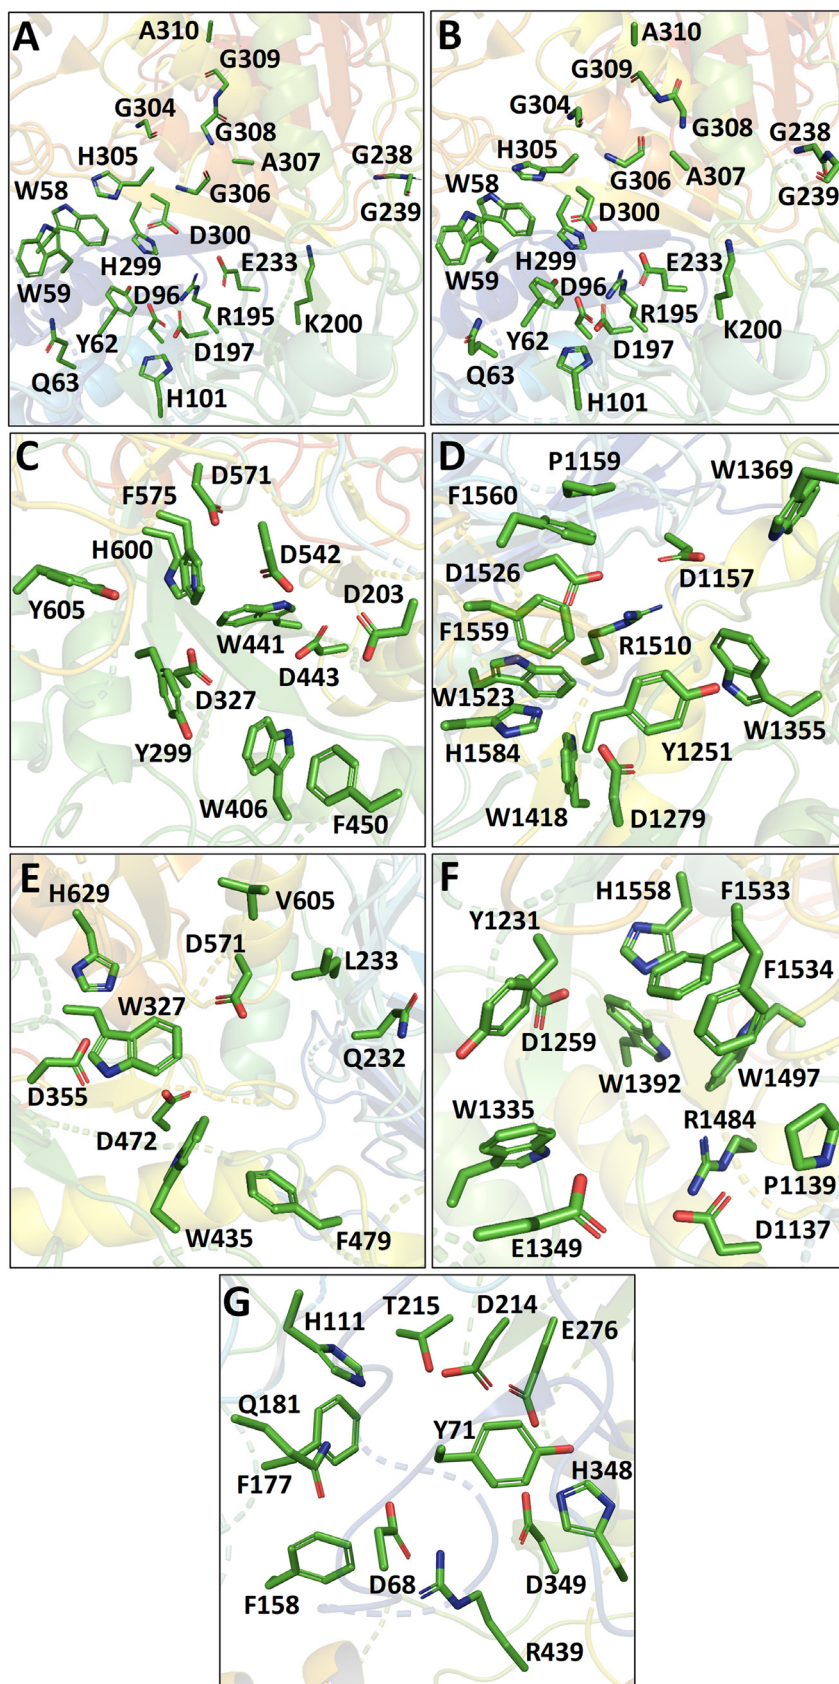 A
A310
G309
G304
G308
H305
A307
G238
G306
G239
W58
D300
H299
E233
W59
D96
R195
K200
Y62
D197
Q63
H101
B
A310
G309
G304
G308
G238
H305
G306
A307
G239
W58
D300
H299
E233
W59
D96
R195
K200
Y62
D197
Q63
H101
C
D571
F575
H600
D542
Y605
D203
W441
D443
D327
Y299
W406
F450
D
P1159
W1369
F1560
D1526
D1157
F1559
R1510
W1523
H1584
Y1251
W1355
W1418
D1279
E
H629
V605
D571
L233
W327
Q232
D355
D472
W435
F479
F
H1558
F1533
Y1231
F1534
D1259
W1392
W1497
W1335
R1484
P1139
E1349
D1137
G
H111
T215
D214
E276
Q181
Y71
F177
H348
D68
D349
F158
R439